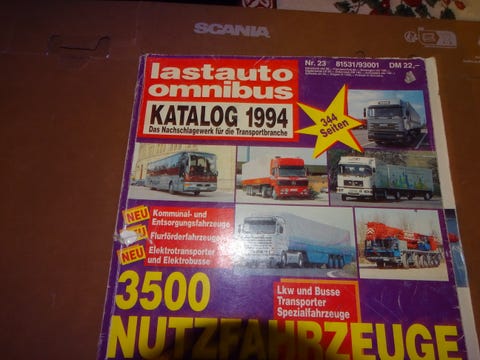 SCANIA
Nr. 23 81531/93001 DM 22,-
lastauto
omnibus
KATALOG 1994
Das Nachschlagewerk für die Transportbranche
344
Seiten
NEU Kommunal- und
Entsorgungsfahrzeuge
NEU Flurförderfahrzeuge
NEU Elektrotransporter
und Elektrobusse
Lkw und Busse
Transporter
Spezialfahrzeuge
3500
NUTZFAHRZEUGE